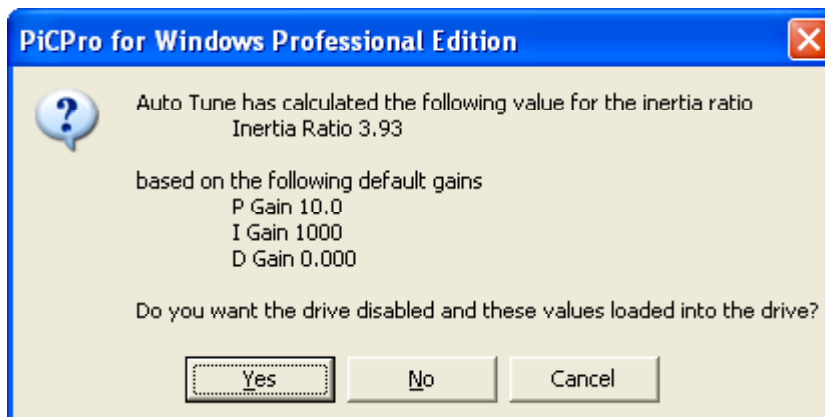 PiCPro for Windows Professional Edition
Auto Tune has calculated the following value for the inertia ratio
Inertia Ratio 3.93
based on the following default gains
P Gain 10.0
I Gain 1000
D Gain 0.000
Do you want the drive disabled and these values loaded into the drive?
Yes No Cancel